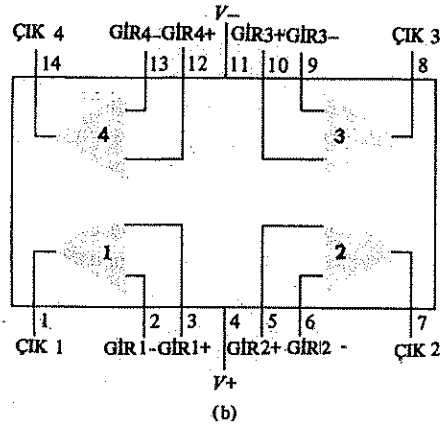 V–
ÇIK 4 GİR4–GİR4+ GİR3+GİR3– ÇIK 3
14 13 12 11 10 9 8
4 3
1 2
1 2 3 4 5 6 7
ÇIK 1 GİR1–GİR1+ GİR2+GİR2 - ÇIK 2
V+
(b)